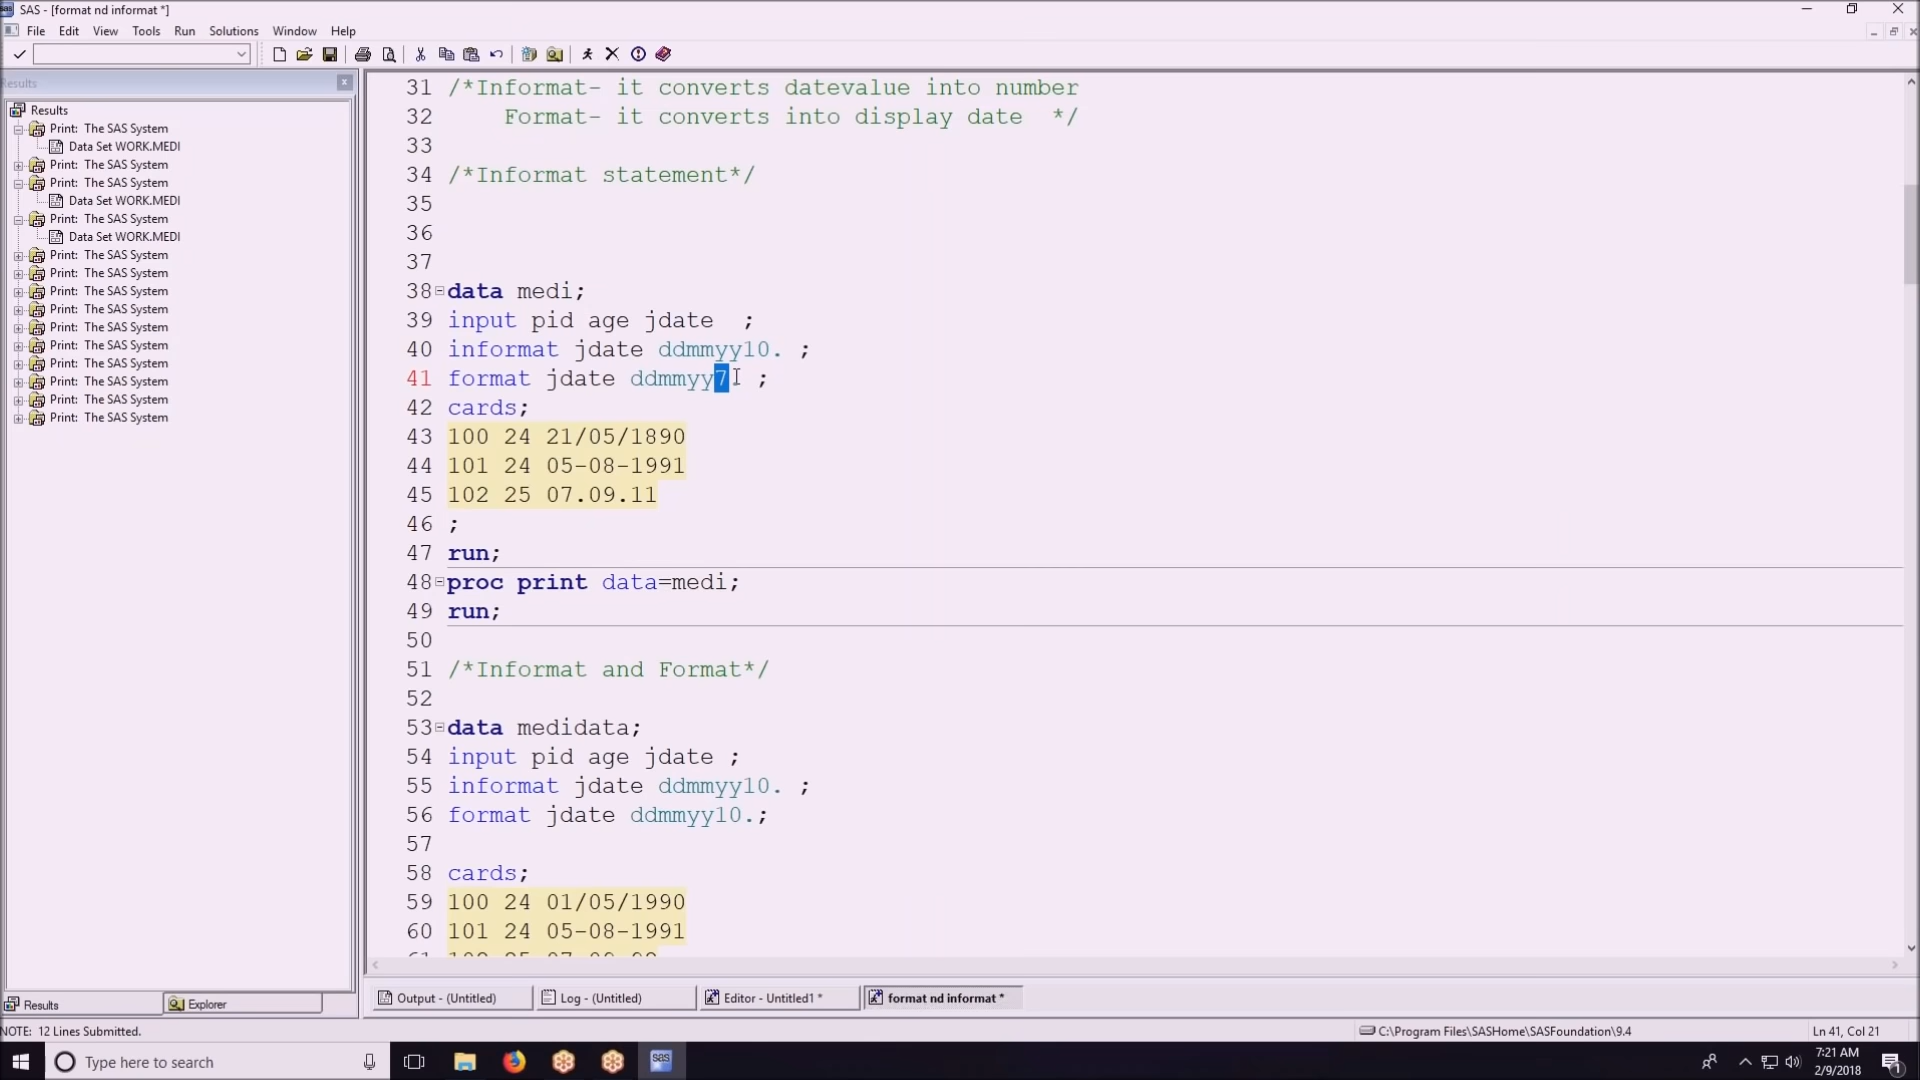 SAS - [format nd informat *]
File Edit View Tools Run Solutions Window Help
Results
Results
Print: The SAS System
Data Set WORK.MEDI
Print: The SAS System
Print: The SAS System
Data Set WORK.MEDI
Print: The SAS System
Data Set WORK.MEDI
Print: The SAS System
Print: The SAS System
Print: The SAS System
Print: The SAS System
Print: The SAS System
Print: The SAS System
Print: The SAS System
Print: The SAS System
Print: The SAS System
Print: The SAS System
31 /*Informat- it converts datevalue into number
32 Format- it converts into display date */
33
34 /*Informat statement*/
35
36
37
38 data medi;
39 input pid age jdate ;
40 informat jdate ddmmyy10. ;
41 format jdate ddmmyy7 ;
42 cards;
43 100 24 21/05/1890
44 101 24 05-08-1991
45 102 25 07.09.11
46 ;
47 run;
48 proc print data=medi;
49 run;
50
51 /*Informat and Format*/
52
53 data medidata;
54 input pid age jdate ;
55 informat jdate ddmmyy10. ;
56 format jdate ddmmyy10.;
57
58 cards;
59 100 24 01/05/1990
60 101 24 05-08-1991
Results Explorer
Output - (Untitled) Log - (Untitled) Editor - Untitled1 * format nd informat *
NOTE: 12 Lines Submitted. C:\Program Files\SASHome\SASFoundation\9.4 Ln 41, Col 21
Type here to search
7:21 AM
2/9/2018